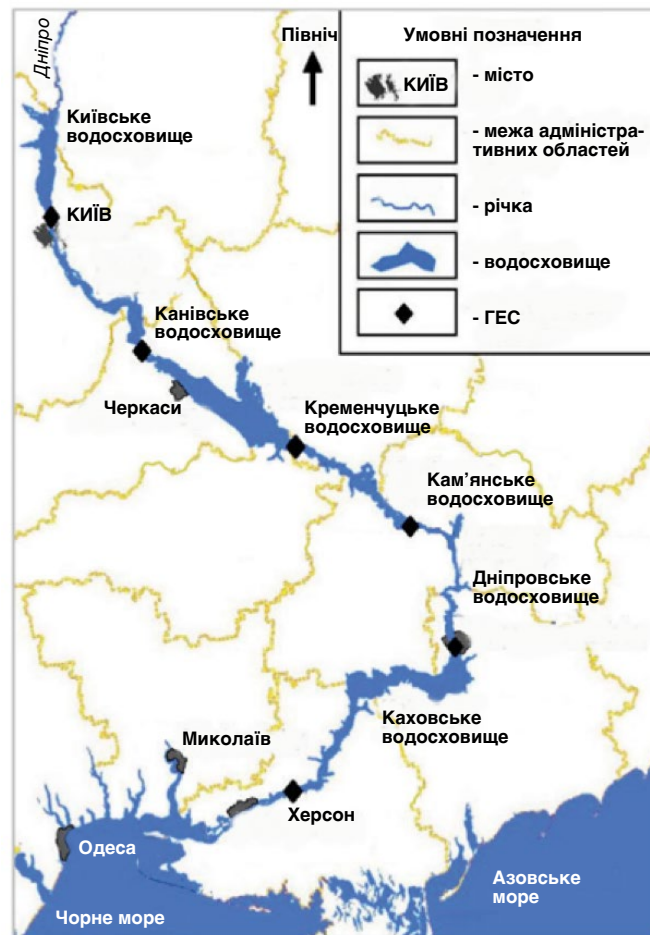 Дніпро
Північ
Умовні позначення
КИЇВ
- місто
- межа адміністра-
тивних областей
- річка
- водосховище
- ГЕС
Київське
водосховище
КИЇВ
Канівське
водосховище
Черкаси
Кременчуцьке
водосховище
Кам’янське
водосховище
Дніпровське
водосховище
Каховське
водосховище
Миколаїв
Херсон
Одеса
Азовське
море
Чорне море